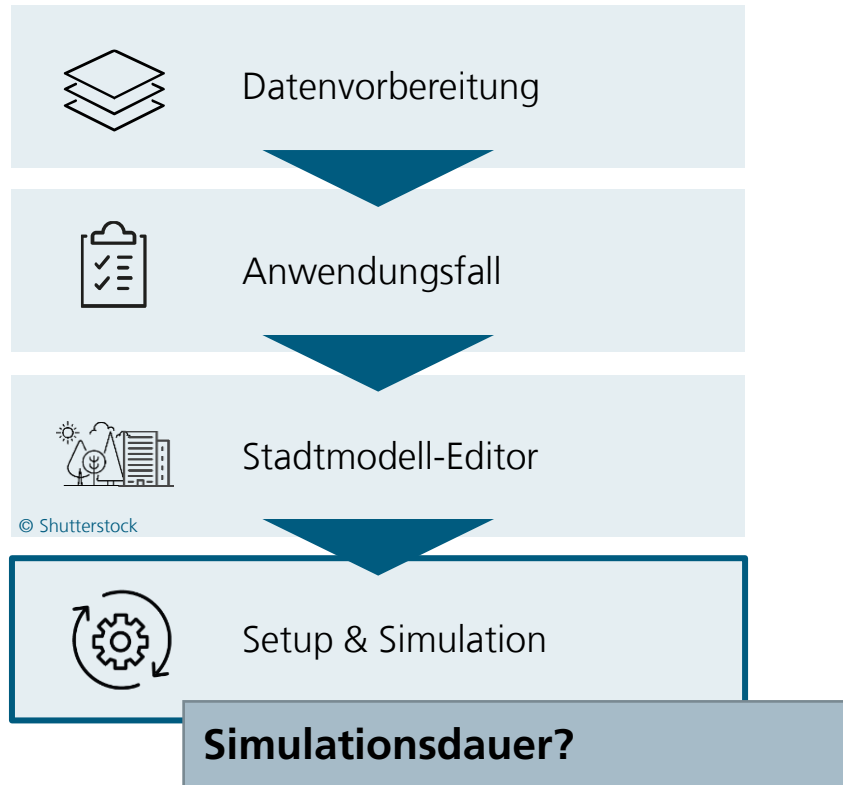 Datenvorbereitung
Anwendungsfall
Stadtmodell-Editor
© Shutterstock
Setup & Simulation
Simulationsdauer?